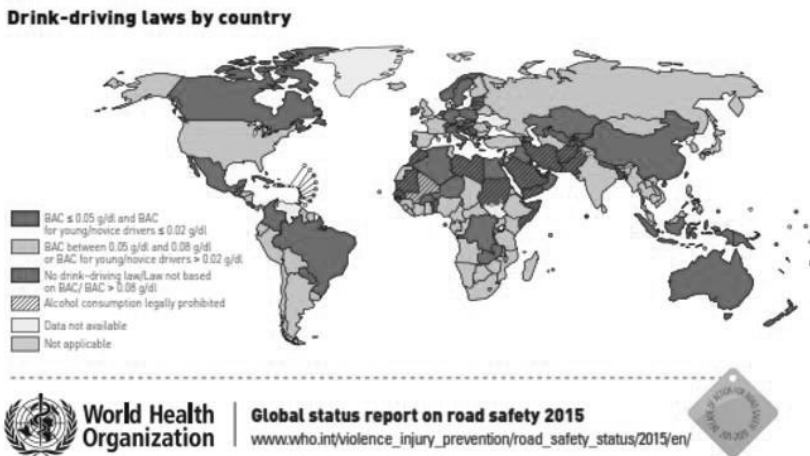 Drink-driving laws by country
BAC ≤ 0.05 g/dl and BAC
for young/novice drivers ≤ 0.02 g/dl
BAC between 0.05 g/dl and 0.08 g/dl
or BAC for young/novice drivers > 0.02 g/dl
No drink-driving law/Law not based
on BAC/ BAC > 0.08 g/dl
Alcohol consumption legally prohibited
Data not available
Not applicable
World Health
Organization
Global status report on road safety 2015
www.who.int/violence_injury_prevention/road_safety_status/2015/en/